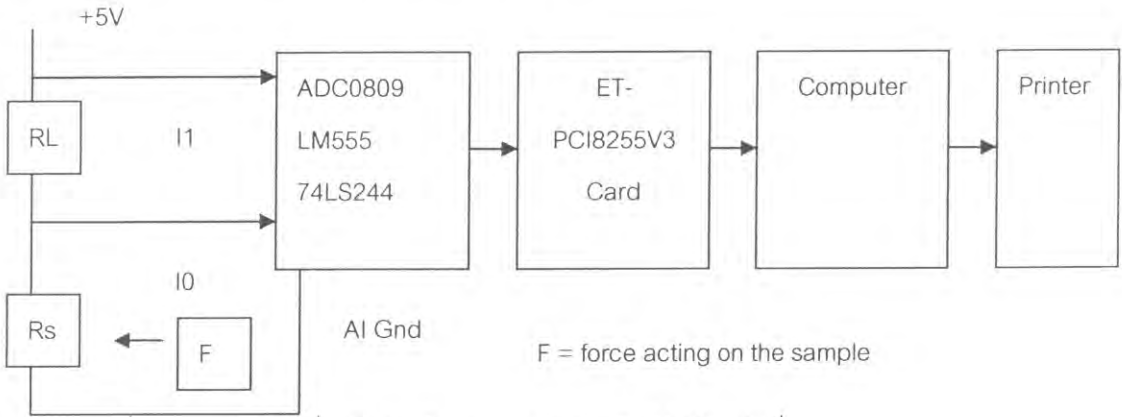 +5V
RL
I1
I0
Rs
F
AI Gnd
ADC0809
LM555
74LS244
ET-
PCI8255V3
Card
Computer
Printer
F = force acting on the sample